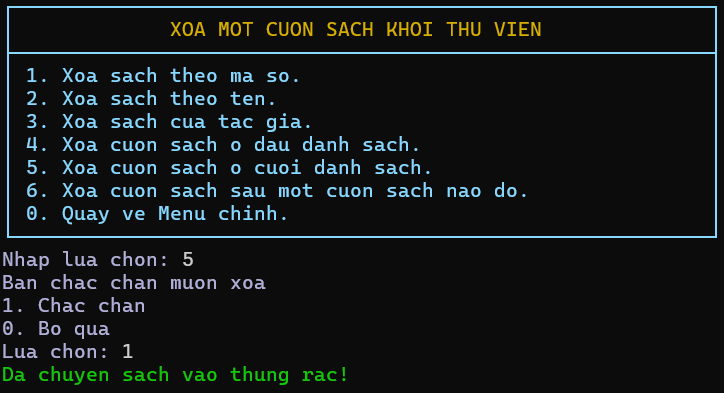 XOA MOT CUON SACH KHOI THU VIEN
1. Xoa sach theo ma so.
2. Xoa sach theo ten.
3. Xoa sach cua tac gia.
4. Xoa cuon sach o dau danh sach.
5. Xoa cuon sach o cuoi danh sach.
6. Xoa cuon sach sau mot cuon sach nao do.
0. Quay ve Menu chinh.
Nhap lua chon: 5
Ban chac chan muon xoa
1. Chac chan
0. Bo qua
Lua chon: 1
Da chuyen sach vao thung rac!